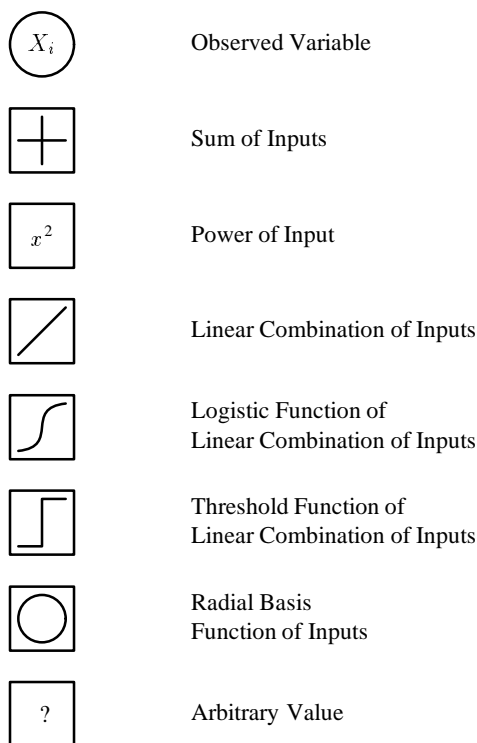 X_i Observed Variable
+ Sum of Inputs
x² Power of Input
Linear Combination of Inputs
Logistic Function of
Linear Combination of Inputs
Threshold Function of
Linear Combination of Inputs
Radial Basis
Function of Inputs
? Arbitrary Value